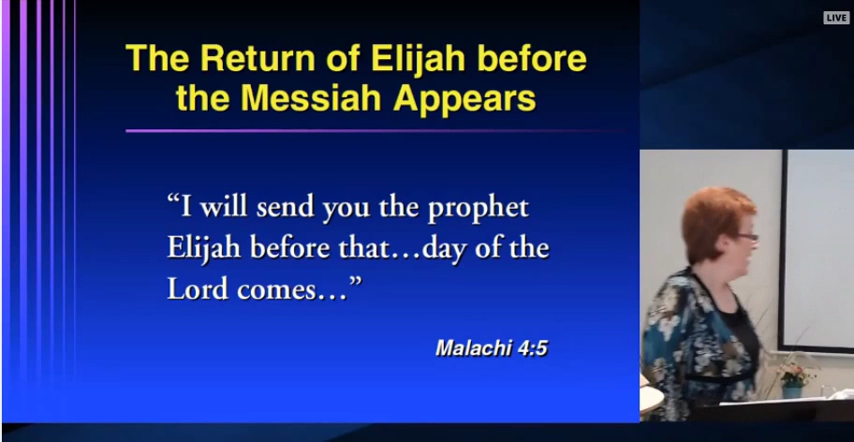 LIVE
The Return of Elijah before
the Messiah Appears
“I will send you the prophet
Elijah before that…day of the
Lord comes…”
Malachi 4:5